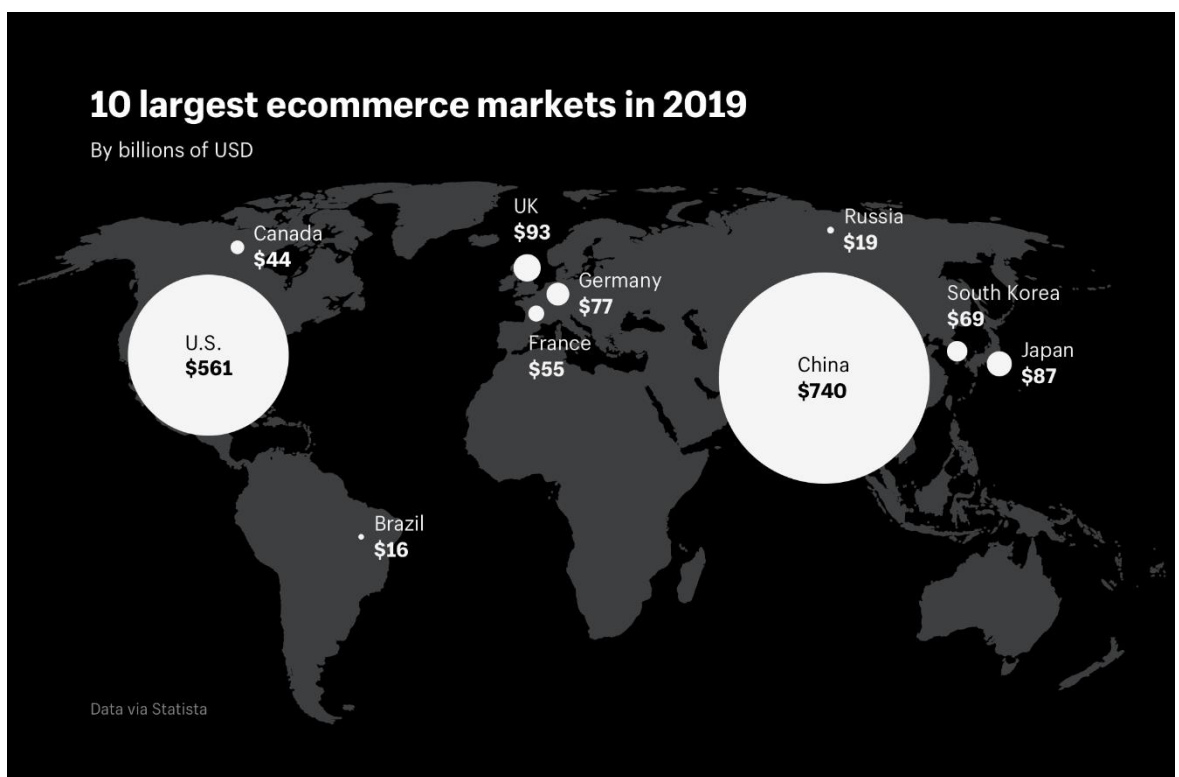 10 largest ecommerce markets in 2019
By billions of USD
Canada
$44
U.S.
$561
Brazil
$16
UK
$93
Germany
$77
France
$55
Russia
$19
China
$740
South Korea
$69
Japan
$87
Data via Statista